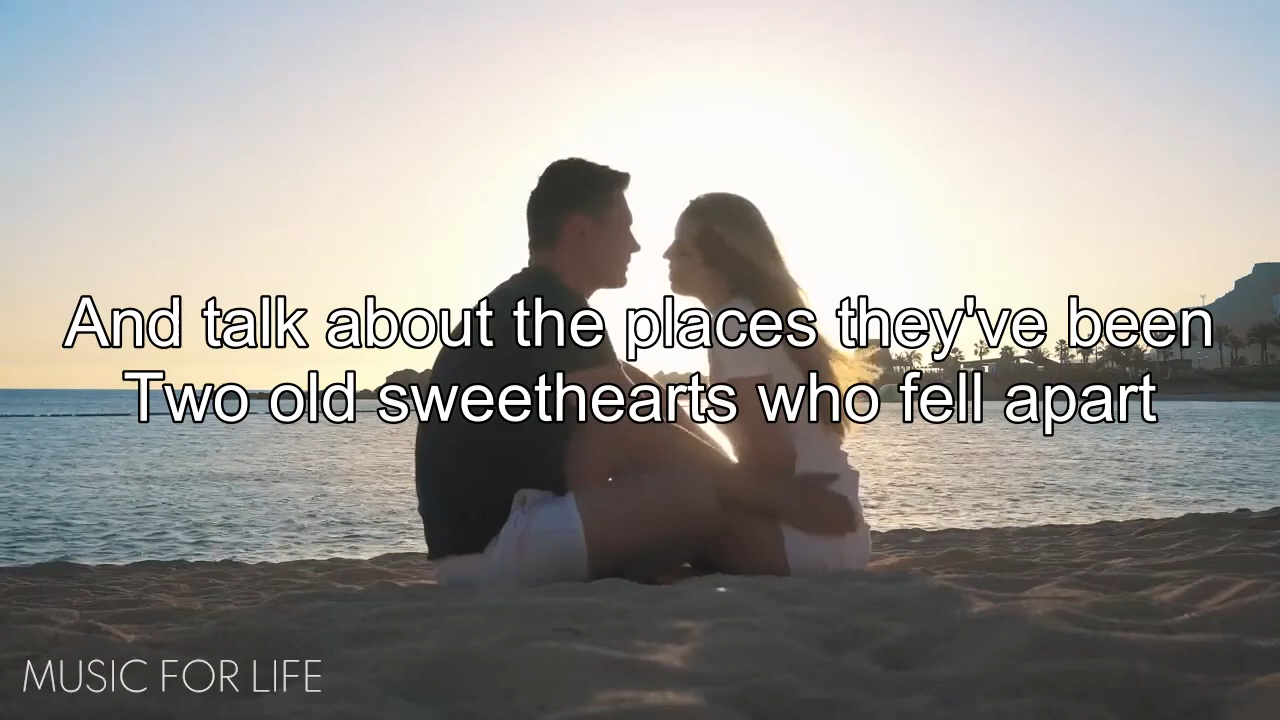 And talk about the places they've been
Two old sweethearts who fell apart
MUSIC FOR LIFE